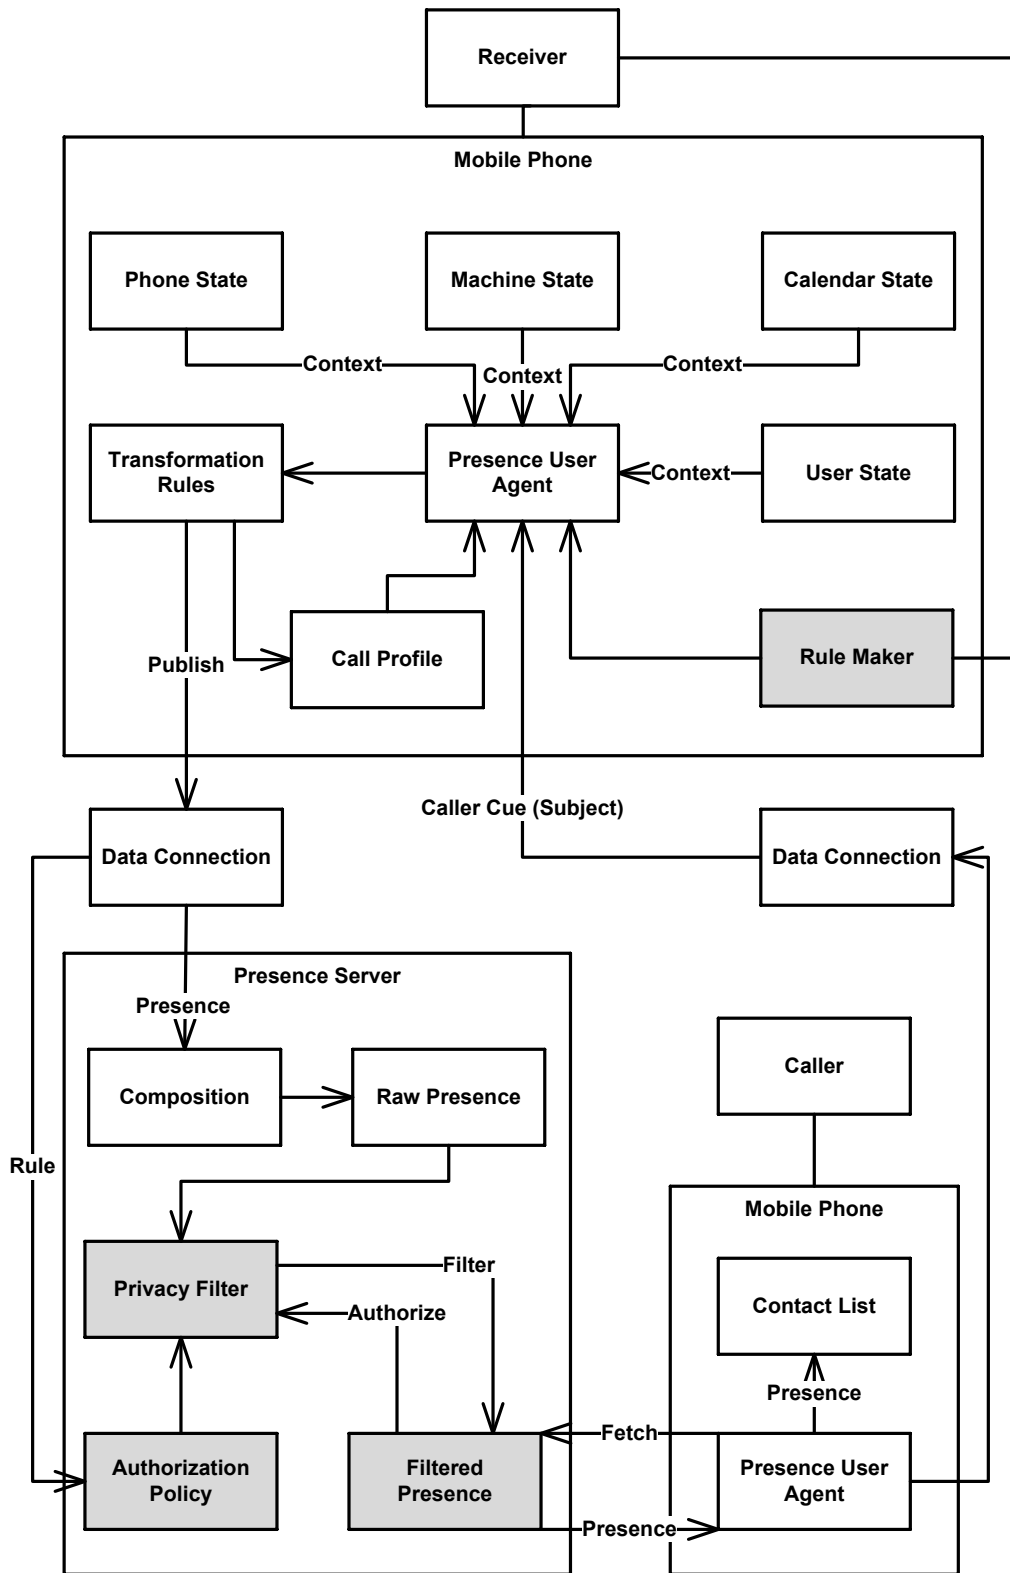 Receiver
Mobile Phone
Phone State
Machine State
Calendar State
Context
Context
Context
Transformation
Rules
Presence User
Agent
Context
User State
Publish
Call Profile
Rule Maker
Caller Cue (Subject)
Data Connection
Data Connection
Presence Server
Presence
Composition
Raw Presence
Caller
Rule
Mobile Phone
Privacy Filter
Filter
Authorize
Contact List
Presence
Fetch
Authorization
Policy
Filtered
Presence
Presence User
Agent
Presence